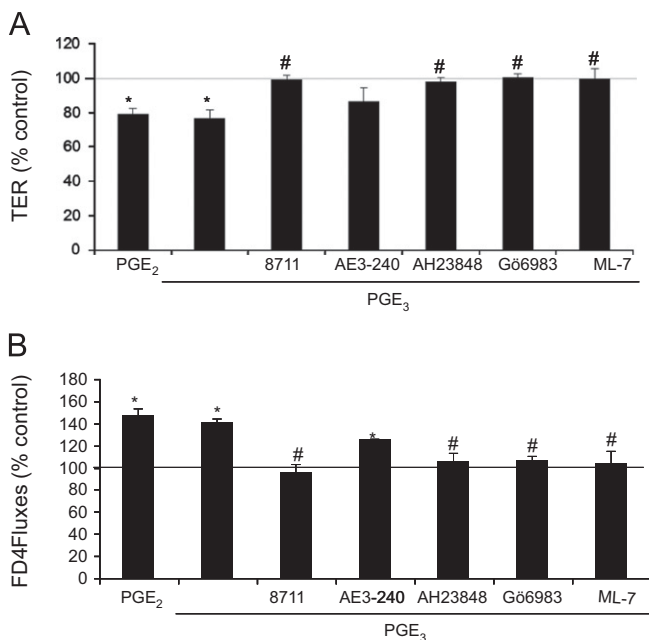 A
TER (% control)
120
100
80
60
40
20
0
* * # # # #
PGE₂ 8711 AE3-240 AH23848 Gö6983 ML-7
PGE₃
B
FD4Fluxes (% control)
180
160
140
120
100
80
60
40
20
0
* * # * # # #
PGE₂ 8711 AE3-240 AH23848 Gö6983 ML-7
PGE₃